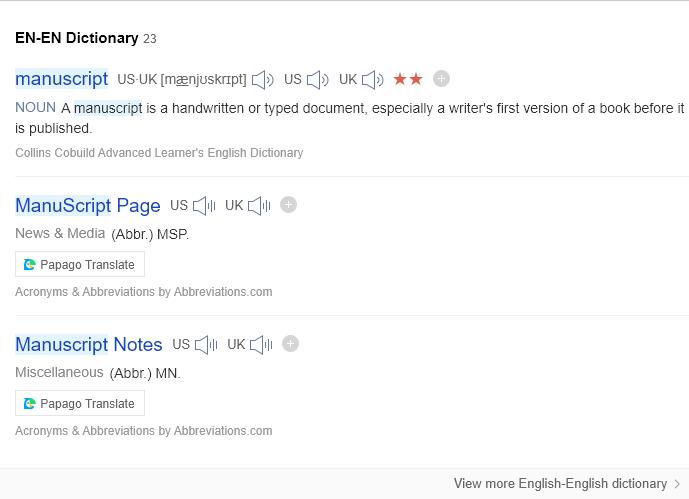 EN-EN Dictionary 23
manuscript US·UK [mænjʊskrɪpt] US UK ★★
NOUN A manuscript is a handwritten or typed document, especially a writer's first version of a book before it
is published.
Collins Cobuild Advanced Learner's English Dictionary
ManuScript Page US UK
News & Media (Abbr.) MSP.
Papago Translate
Acronyms & Abbreviations by Abbreviations.com
Manuscript Notes US UK
Miscellaneous (Abbr.) MN.
Papago Translate
Acronyms & Abbreviations by Abbreviations.com
View more English-English dictionary >